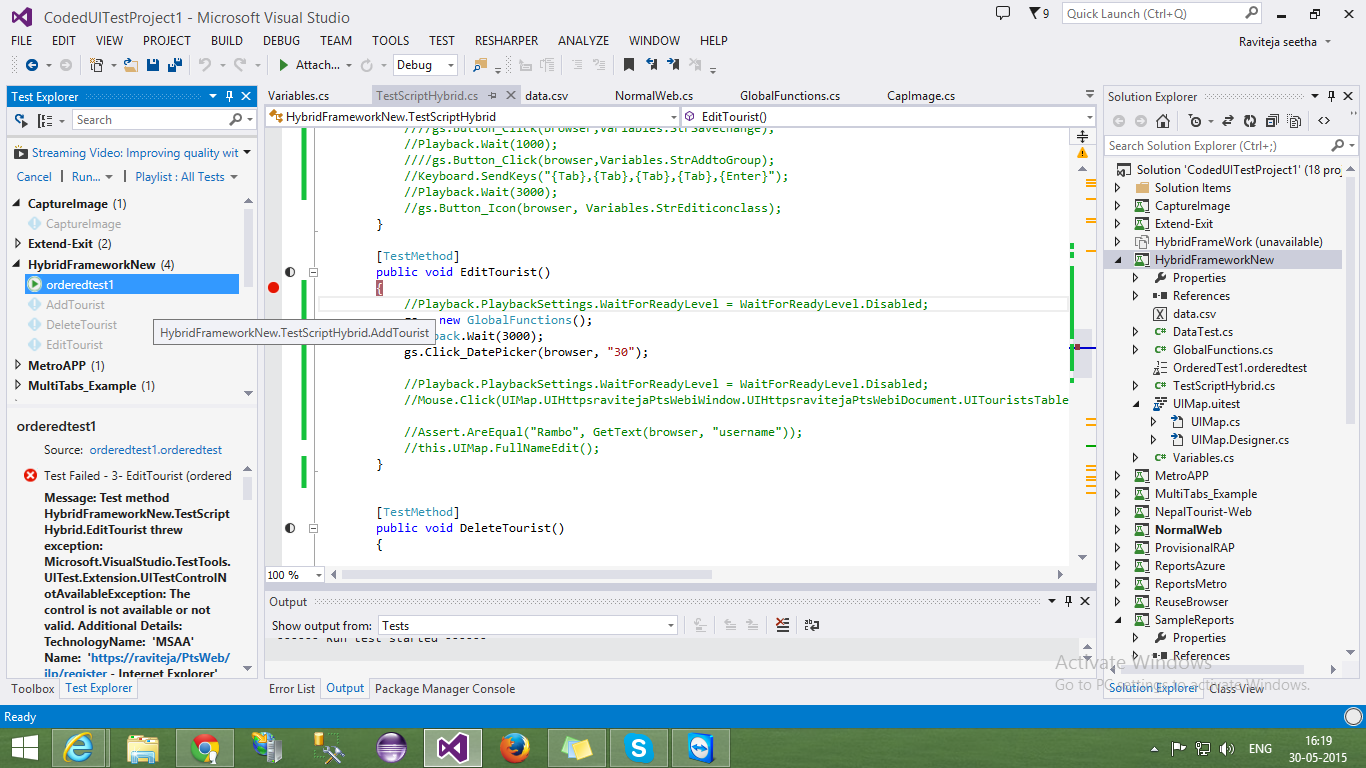 CodedUITestProject1 - Microsoft Visual Studio
9
Quick Launch (Ctrl+Q)
FILE EDIT VIEW PROJECT BUILD DEBUG TEAM TOOLS TEST RESHARPER ANALYZE WINDOW HELP
Raviteja seetha
Attach... Debug
Test Explorer
Search
Streaming Video: Improving quality wit
Cancel Run... Playlist : All Tests
CaptureImage (1)
CaptureImage
Extend-Exit (2)
HybridFrameworkNew (4)
orderedtest1
AddTourist
DeleteTourist
EditTourist
MetroAPP (1)
MultiTabs_Example (1)
HybridFrameworkNew.TestScriptHybrid.AddTourist
orderedtest1
Source: orderedtest1.orderedtest
Test Failed - 3- EditTourist (ordered
Message: Test method
HybridFrameworkNew.TestScript
Hybrid.EditTourist threw
exception:
Microsoft.VisualStudio.TestTools.
UITest.Extension.UITestControlN
otAvailableException: The
control is not available or not
valid. Additional Details:
TechnologyName: 'MSAA'
Name: 'https://raviteja/PtsWeb/
ilp/register - Internet Explorer'
Toolbox Test Explorer
Variables.cs TestScriptHybrid.cs data.csv NormalWeb.cs GlobalFunctions.cs CapImage.cs
HybridFrameworkNew.TestScriptHybrid EditTourist()
////gs.Button_Click(browser,Variables.StrSavechange);
//Playback.Wait(1000);
////gs.Button_Click(browser,Variables.StrAddtoGroup);
//Keyboard.SendKeys("{Tab},{Tab},{Tab},{Tab},{Enter}");
//Playback.Wait(3000);
//gs.Button_Icon(browser, Variables.StrEditiconclass);
}
[TestMethod]
public void EditTourist()
{
//Playback.PlaybackSettings.WaitForReadyLevel = WaitForReadyLevel.Disabled;
new GlobalFunctions();
back.Wait(3000);
gs.Click_DatePicker(browser, "30");
//Playback.PlaybackSettings.WaitForReadyLevel = WaitForReadyLevel.Disabled;
//Mouse.Click(UIMap.UIHttpsravitejaPtsWebiWindow.UIHttpsravitejaPtsWebiDocument.UITouristsTable
//Assert.AreEqual("Rambo", GetText(browser, "username"));
//this.UIMap.FullNameEdit();
}
[TestMethod]
public void DeleteTourist()
{
100 %
Output
Show output from: Tests
------ Run test started ------
Error List Output Package Manager Console
Solution Explorer
Search Solution Explorer (Ctrl+;)
Solution 'CodedUITestProject1' (18 proj
Solution Items
CaptureImage
Extend-Exit
HybridFrameWork (unavailable)
HybridFrameworkNew
Properties
References
data.csv
DataTest.cs
GlobalFunctions.cs
OrderedTest1.orderedtest
TestScriptHybrid.cs
UIMap.uitest
UIMap.cs
UIMap.Designer.cs
Variables.cs
MetroAPP
MultiTabs_Example
NepalTourist-Web
NormalWeb
ProvisionalRAP
ReportsAzure
ReportsMetro
ReuseBrowser
SampleReports
Properties
References
Activate Windows
Go to PC settings to activate Windows.
Solution Explorer Class View
Ready
ENG
16:19
30-05-2015